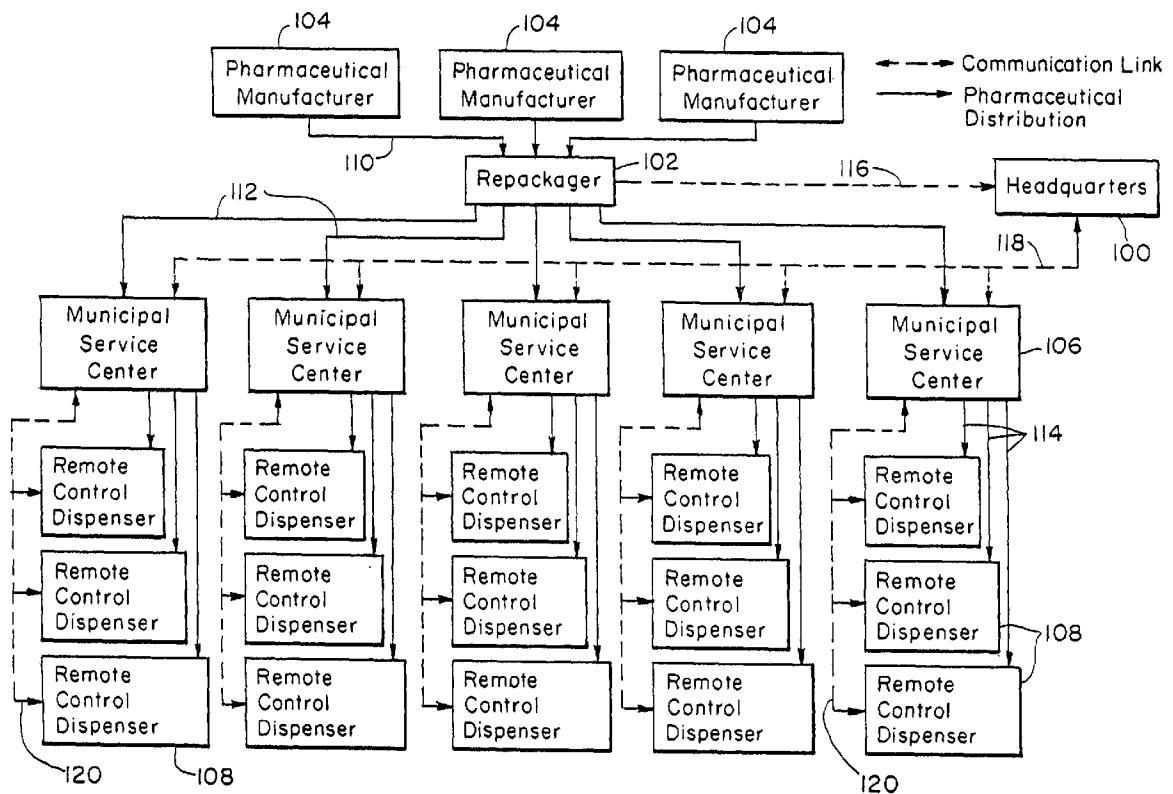 104
104
104
Pharmaceutical
Manufacturer
Pharmaceutical
Manufacturer
Pharmaceutical
Manufacturer
Communication Link
Pharmaceutical
Distribution
110
102
Repackager
116
Headquarters
112
118
100
Municipal
Service
Center
Municipal
Service
Center
Municipal
Service
Center
Municipal
Service
Center
Municipal
Service
Center
106
114
Remote
Control
Dispenser
Remote
Control
Dispenser
Remote
Control
Dispenser
Remote
Control
Dispenser
Remote
Control
Dispenser
Remote
Control
Dispenser
Remote
Control
Dispenser
Remote
Control
Dispenser
Remote
Control
Dispenser
Remote
Control
Dispenser
108
Remote
Control
Dispenser
Remote
Control
Dispenser
Remote
Control
Dispenser
Remote
Control
Dispenser
Remote
Control
Dispenser
120
108
120